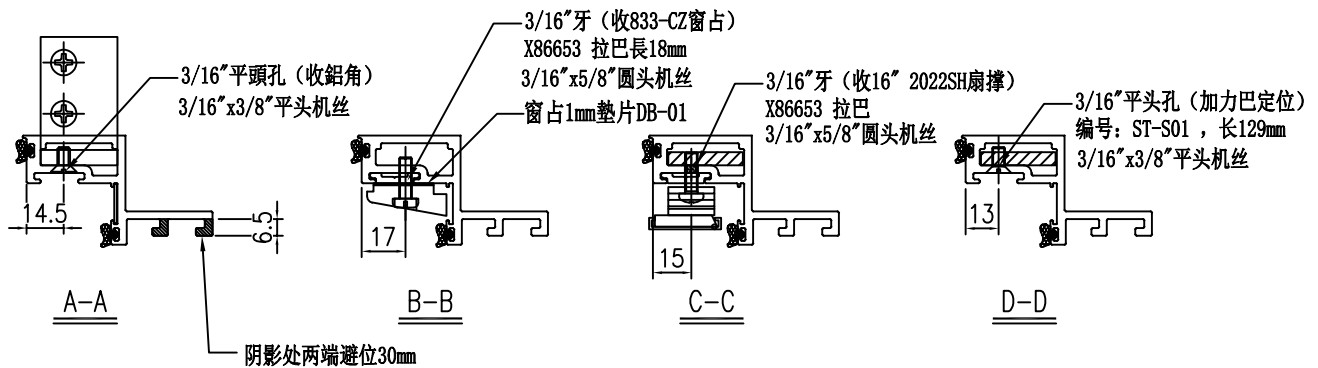 3/16"平頭孔（收鋁角）
3/16"x3/8"平头机丝
14.5
6.5
A-A
阴影处两端避位30mm
3/16"牙（收833-CZ窗占）
X86653 拉巴長18mm
3/16"x5/8"圆头机丝
窗占1mm墊片DB-01
17
B-B
3/16"牙（收16" 2022SH扇撑）
X86653 拉巴
3/16"x5/8"圆头机丝
15
C-C
3/16"平头孔（加力巴定位）
编号：ST-S01 ，长129mm
3/16"x3/8"平头机丝
13
D-D